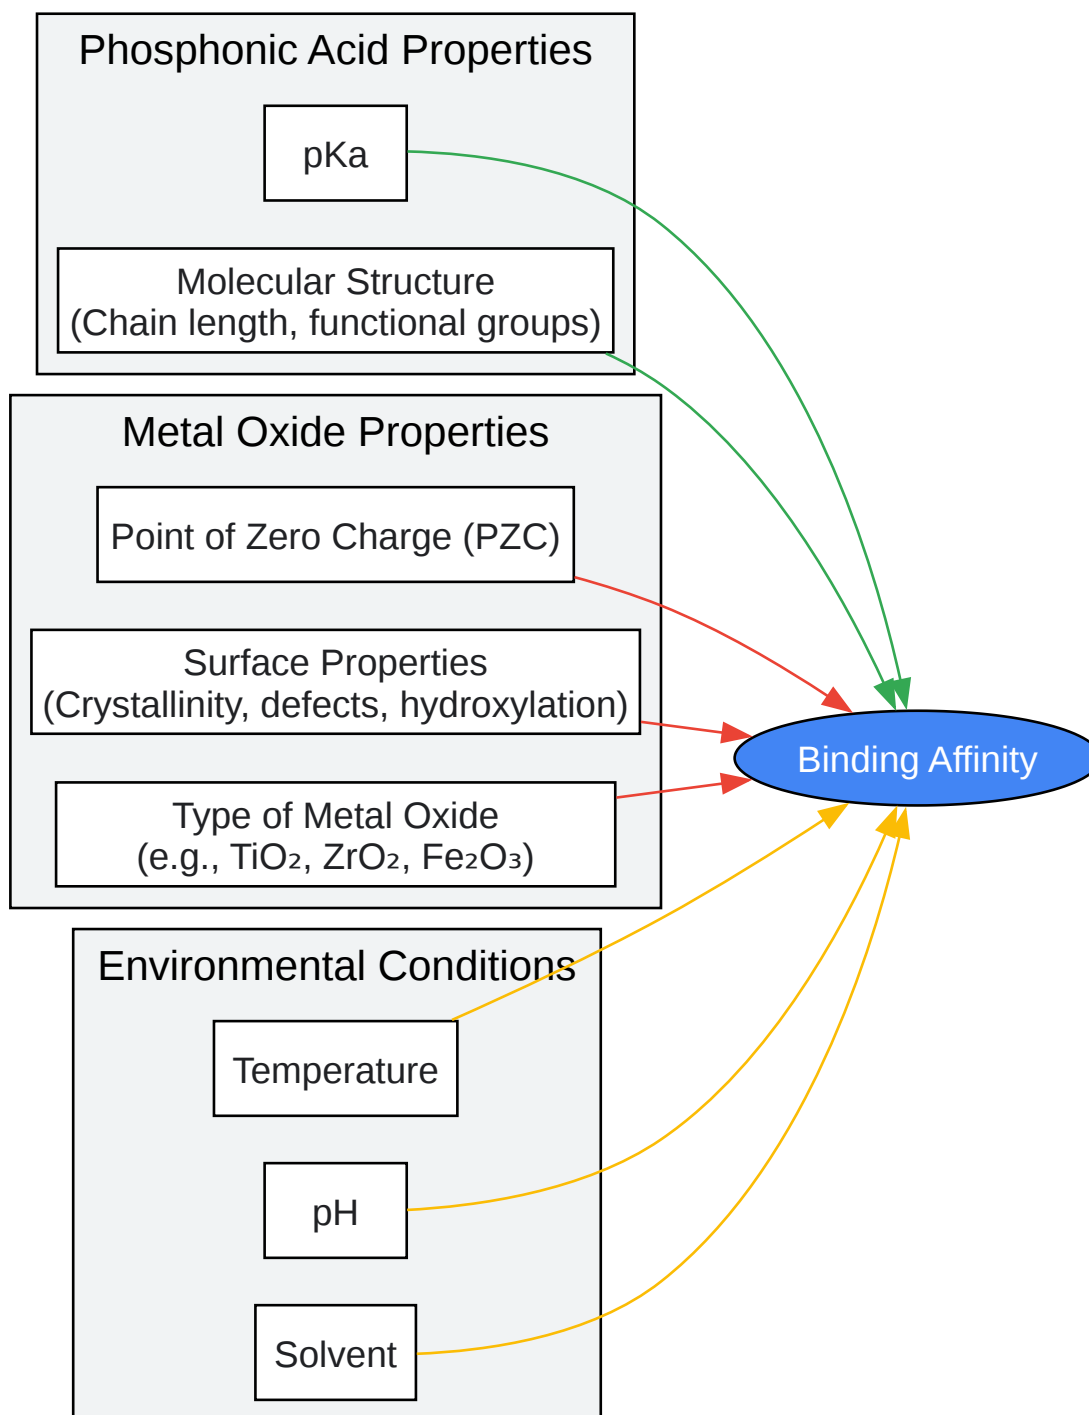 Phosphonic Acid Properties
pKa
Molecular Structure
(Chain length, functional groups)
Metal Oxide Properties
Point of Zero Charge (PZC)
Surface Properties
(Crystallinity, defects, hydroxylation)
Type of Metal Oxide
(e.g., TiO₂, ZrO₂, Fe₂O₃)
Binding Affinity
Environmental Conditions
Temperature
pH
Solvent